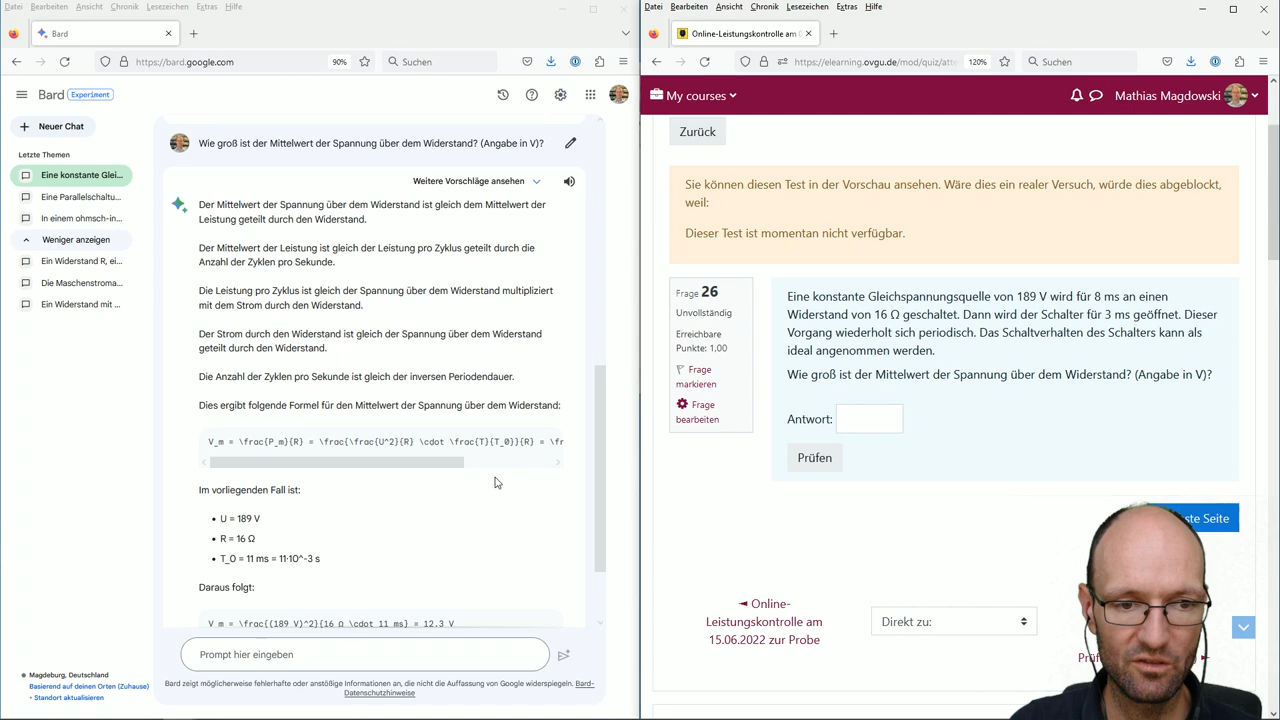 Datei Bearbeiten Ansicht Chronik Lesezeichen Extras Hilfe
Bard
https://bard.google.com
90%
Suchen
Bard Experiment
Neuer Chat
Letzte Themen
Eine konstante Glei...
Eine Parallelschaltu...
In einem ohmsch-in...
Weniger anzeigen
Ein Widerstand R, ei...
Die Maschenstroma...
Ein Widerstand mit ...
Magdeburg, Deutschland
Basierend auf deinen Orten (Zuhause)
• Standort aktualisieren
Wie groß ist der Mittelwert der Spannung über dem Widerstand? (Angabe in V)?
Weitere Vorschläge ansehen
Der Mittelwert der Spannung über dem Widerstand ist gleich dem Mittelwert der
Leistung geteilt durch den Widerstand.
Der Mittelwert der Leistung ist gleich der Leistung pro Zyklus geteilt durch die
Anzahl der Zyklen pro Sekunde.
Die Leistung pro Zyklus ist gleich der Spannung über dem Widerstand multipliziert
mit dem Strom durch den Widerstand.
Der Strom durch den Widerstand ist gleich der Spannung über dem Widerstand
geteilt durch den Widerstand.
Die Anzahl der Zyklen pro Sekunde ist gleich der inversen Periodendauer.
Dies ergibt folgende Formel für den Mittelwert der Spannung über dem Widerstand:
V_m = \frac{P_m}{R} = \frac{\frac{U^2}{R} \cdot \frac{T}{T_0}}{R} = \fr
Im vorliegenden Fall ist:
• U = 189 V
• R = 16 Ω
• T_0 = 11 ms = 11·10^-3 s
Daraus folgt:
V_m = \frac{(189 V)^2}{16 Ω \cdot 11 ms} = 12,3 V
Prompt hier eingeben
Bard zeigt möglicherweise fehlerhafte oder anstößige Informationen an, die nicht die Auffassung von Google widerspiegeln. Bard-
Datenschutzhinweise
Datei Bearbeiten Ansicht Chronik Lesezeichen Extras Hilfe
Online-Leistungskontrolle am
https://elearning.ovgu.de/mod/quiz/att
120%
Suchen
My courses
Mathias Magdowski
Zurück
Sie können diesen Test in der Vorschau ansehen. Wäre dies ein realer Versuch, würde dies abgeblockt,
weil:
Dieser Test ist momentan nicht verfügbar.
Frage 26
Unvollständig
Erreichbare
Punkte: 1.00
Frage
markieren
Frage
bearbeiten
Eine konstante Gleichspannungsquelle von 189 V wird für 8 ms an einen
Widerstand von 16 Ω geschaltet. Dann wird der Schalter für 3 ms geöffnet. Dieser
Vorgang wiederholt sich periodisch. Das Schaltverhalten des Schalters kann als
ideal angenommen werden.
Wie groß ist der Mittelwert der Spannung über dem Widerstand? (Angabe in V)?
Antwort:
Prüfen
ste Seite
◄ Online-
Leistungskontrolle am
15.06.2022 zur Probe
Direkt zu: